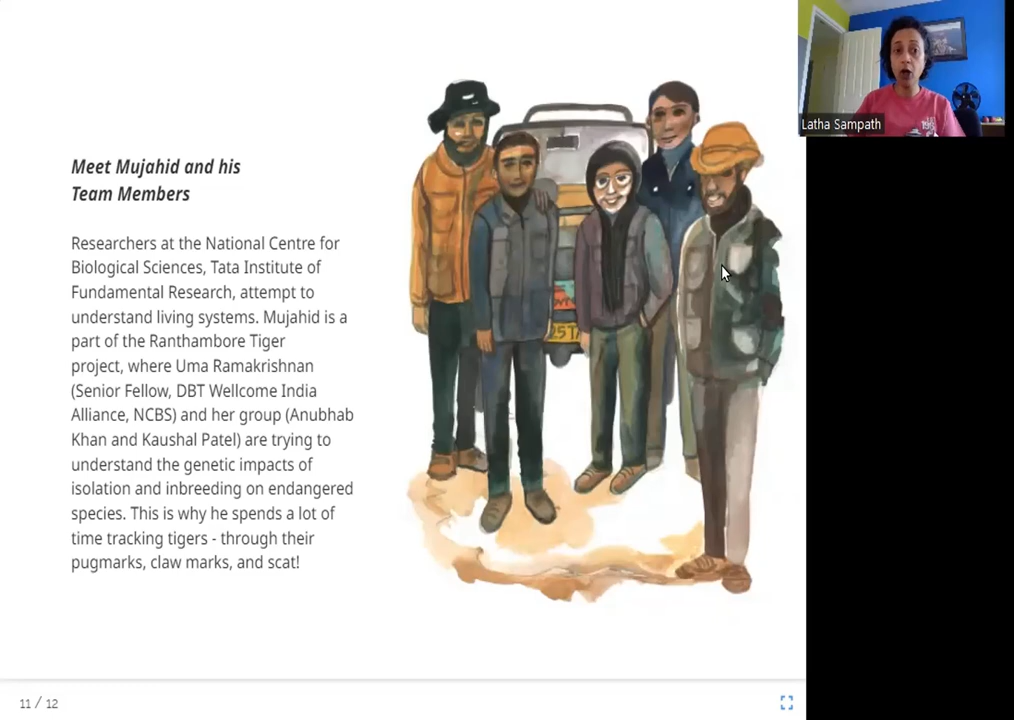 Latha Sampath
Meet Mujahid and his
Team Members
Researchers at the National Centre for
Biological Sciences, Tata Institute of
Fundamental Research, attempt to
understand living systems. Mujahid is a
part of the Ranthambore Tiger
project, where Uma Ramakrishnan
(Senior Fellow, DBT Wellcome India
Alliance, NCBS) and her group (Anubhab
Khan and Kaushal Patel) are trying to
understand the genetic impacts of
isolation and inbreeding on endangered
species. This is why he spends a lot of
time tracking tigers - through their
pugmarks, claw marks, and scat!
11 / 12